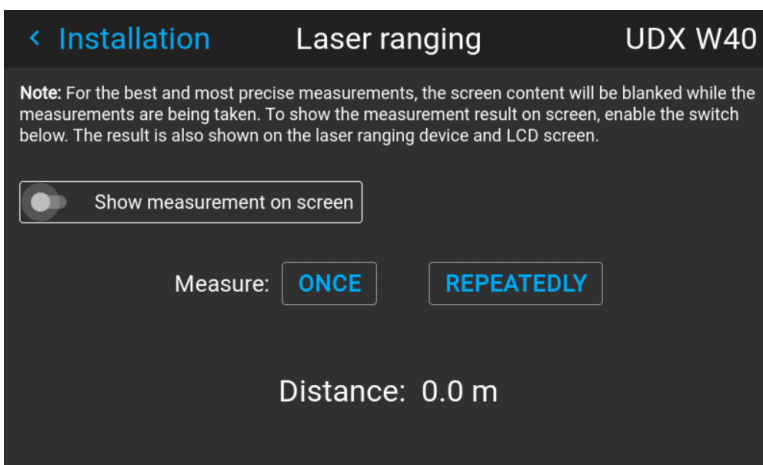 < Installation Laser ranging UDX W40
Note: For the best and most precise measurements, the screen content will be blanked while the
measurements are being taken. To show the measurement result on screen, enable the switch
below. The result is also shown on the laser ranging device and LCD screen.
Show measurement on screen
Measure: ONCE REPEATEDLY
Distance: 0.0 m